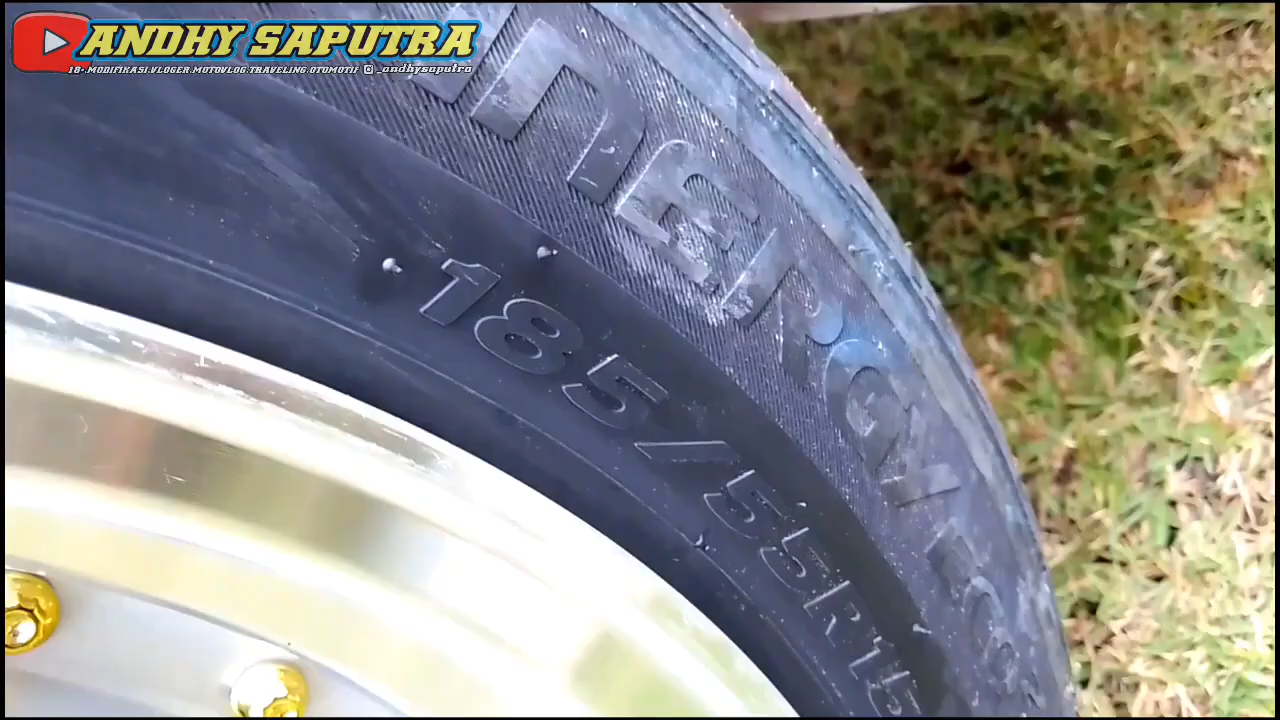 ANDHY SAPUTRA
18- MODIFIKASI.VLOGER.MOTOVLOG.TRAVELING.OTOMOTIF _andhysaputra
ENERGY
185/55R15